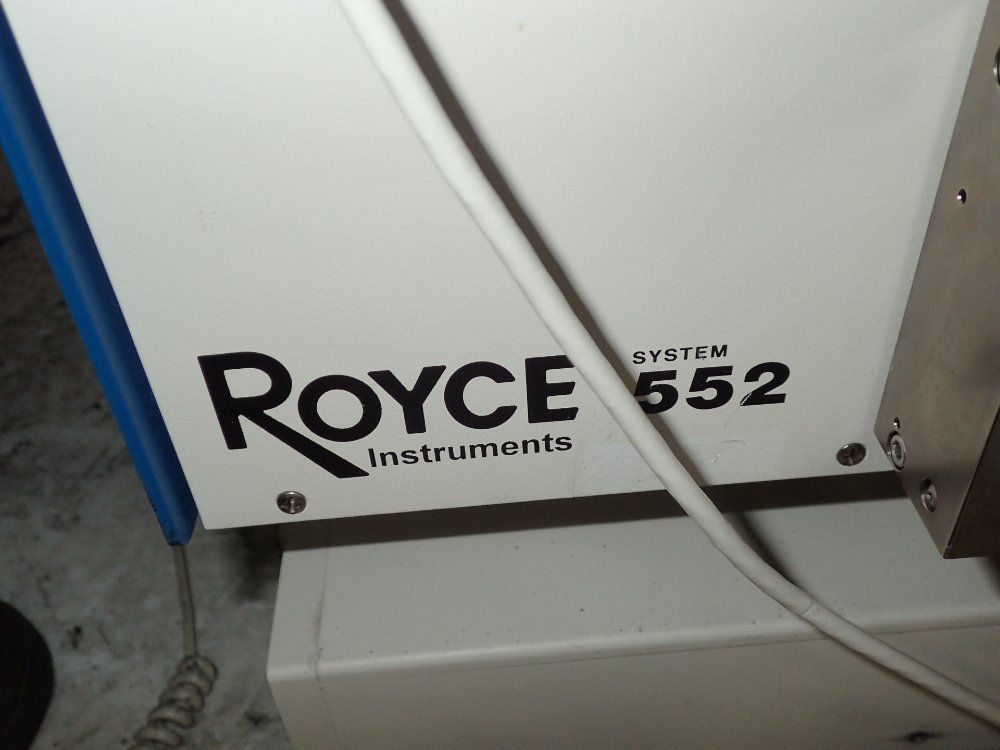 ROYCE
Instruments
SYSTEM
552